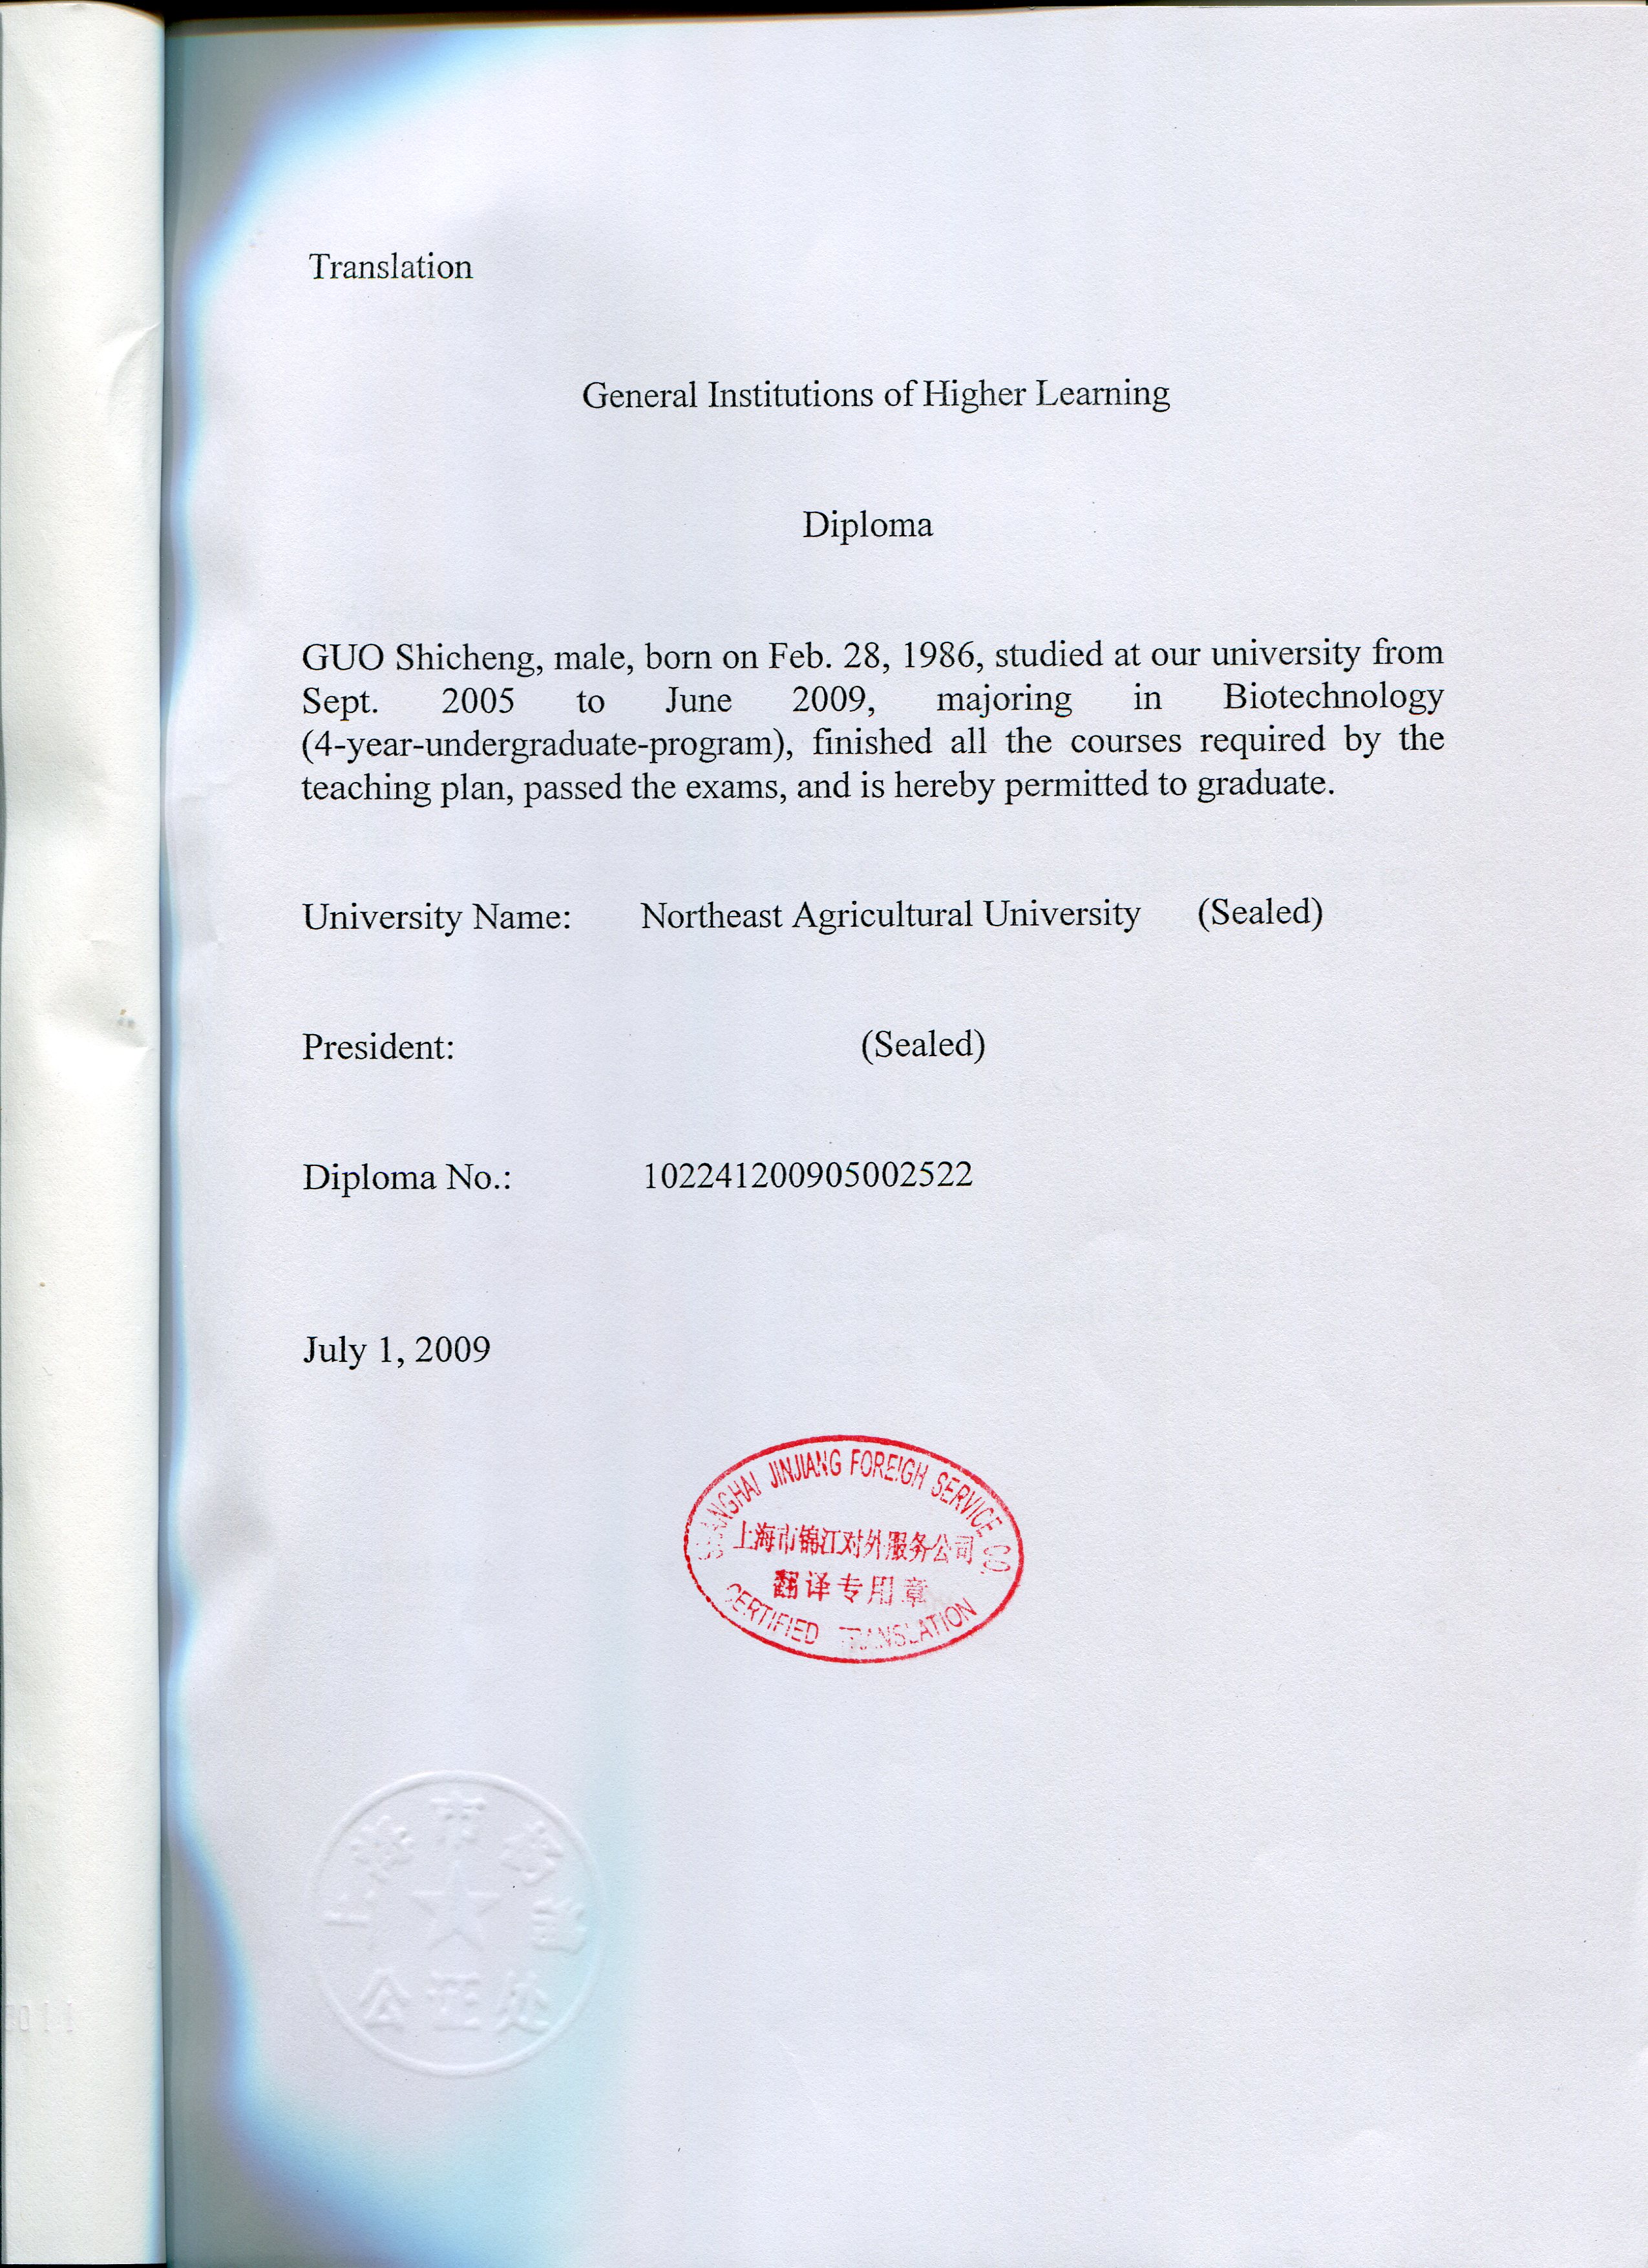 Translation
General Institutions of Higher Learning
Diploma
GUO Shicheng, male, born on Feb. 28, 1986, studied at our university from
Sept. 2005 to June 2009, majoring in Biotechnology
(4-year-undergraduate-program), finished all the courses required by the
teaching plan, passed the exams, and is hereby permitted to graduate.
University Name: Northeast Agricultural University (Sealed)
President: (Sealed)
Diploma No.: 102241200905002522
July 1, 2009
SHANGHAI JINJIANG FOREIGH SERVICE CO.
上海市锦江对外服务公司
翻译专用章
CERTIFIED TRANSLATION
上海市
公证处